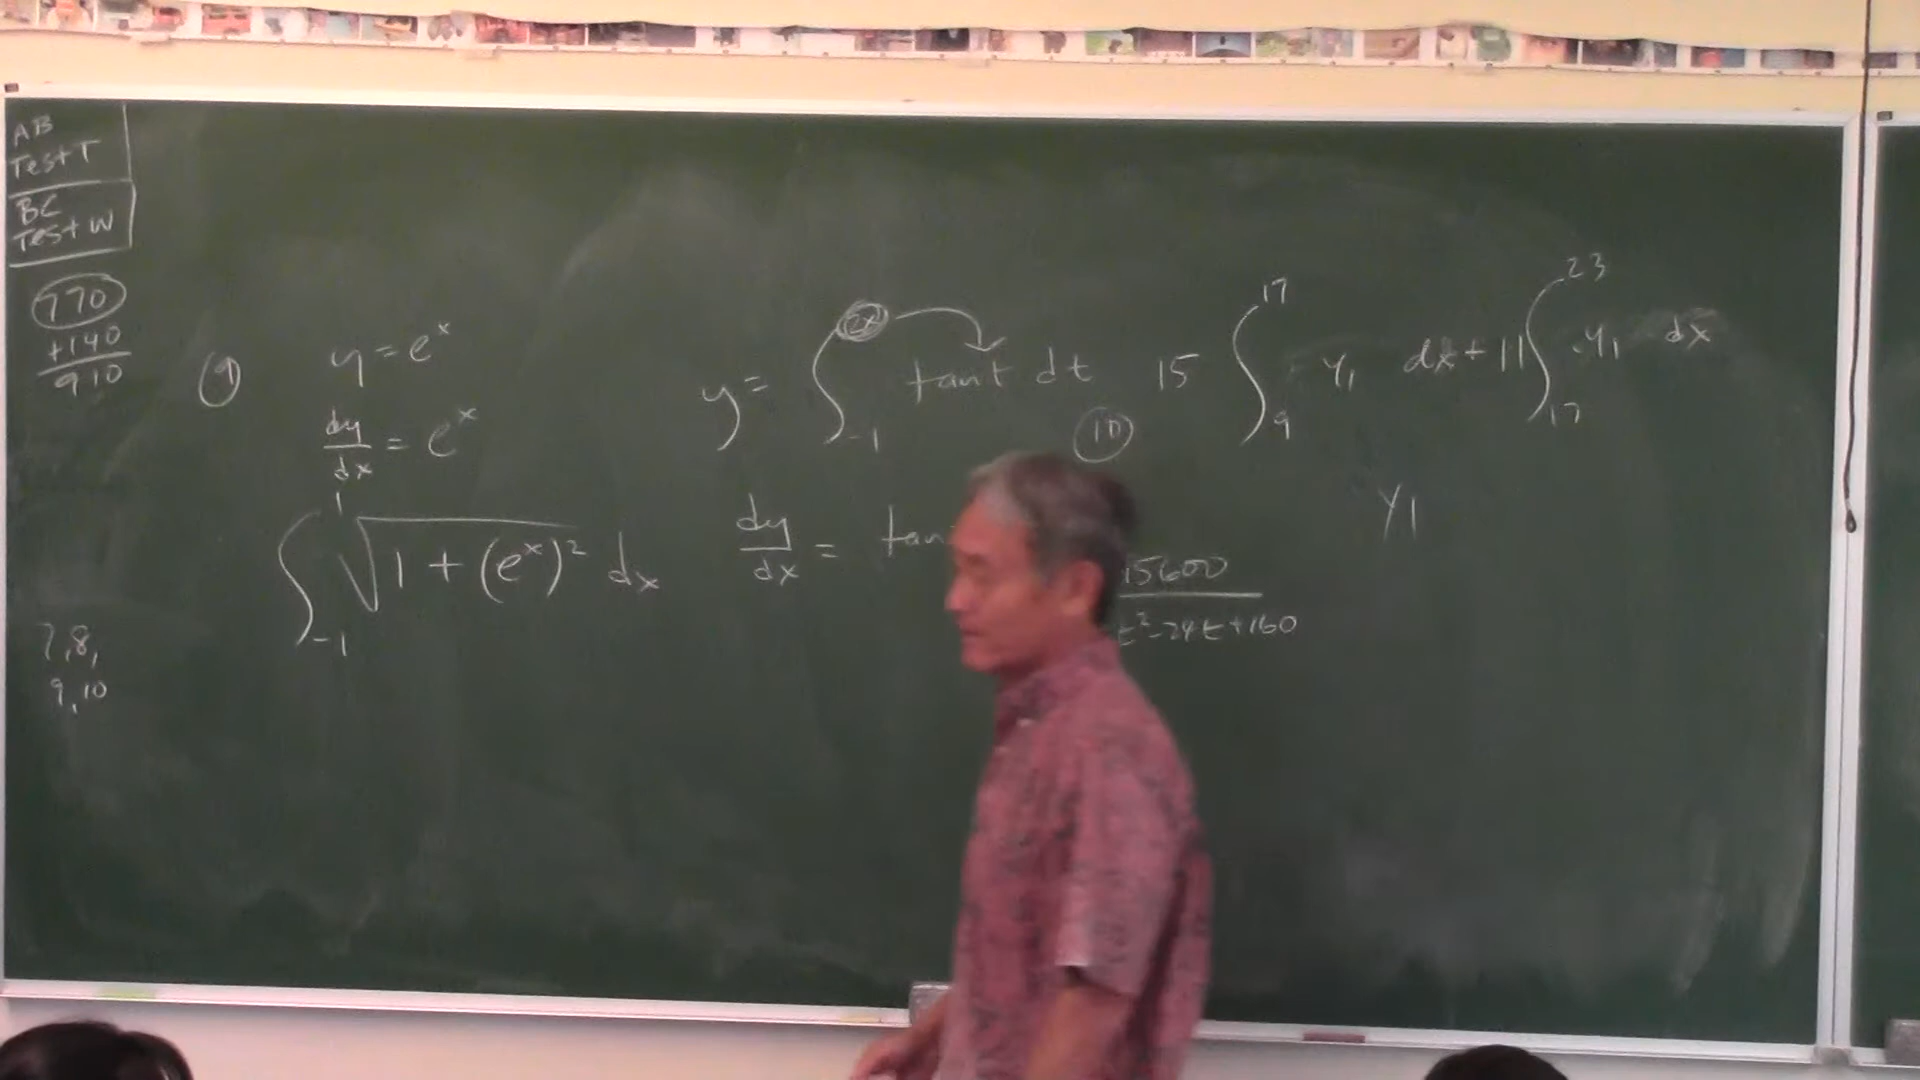 AB
Test T
BC
Test W
770
+140
910
7,8,
9,10
9
y = e^x
dy/dx = e^x
∫_{-1}^{1} √(1 + (e^x)²) dx
y = ∫_{-1}^{2x} tan t dt
dy/dx = tan
10
15 ∫_9^{17} Y₁ dx + 11 ∫_{17}^{23} Y₁ dx
Y₁
15600
t²-24t+160